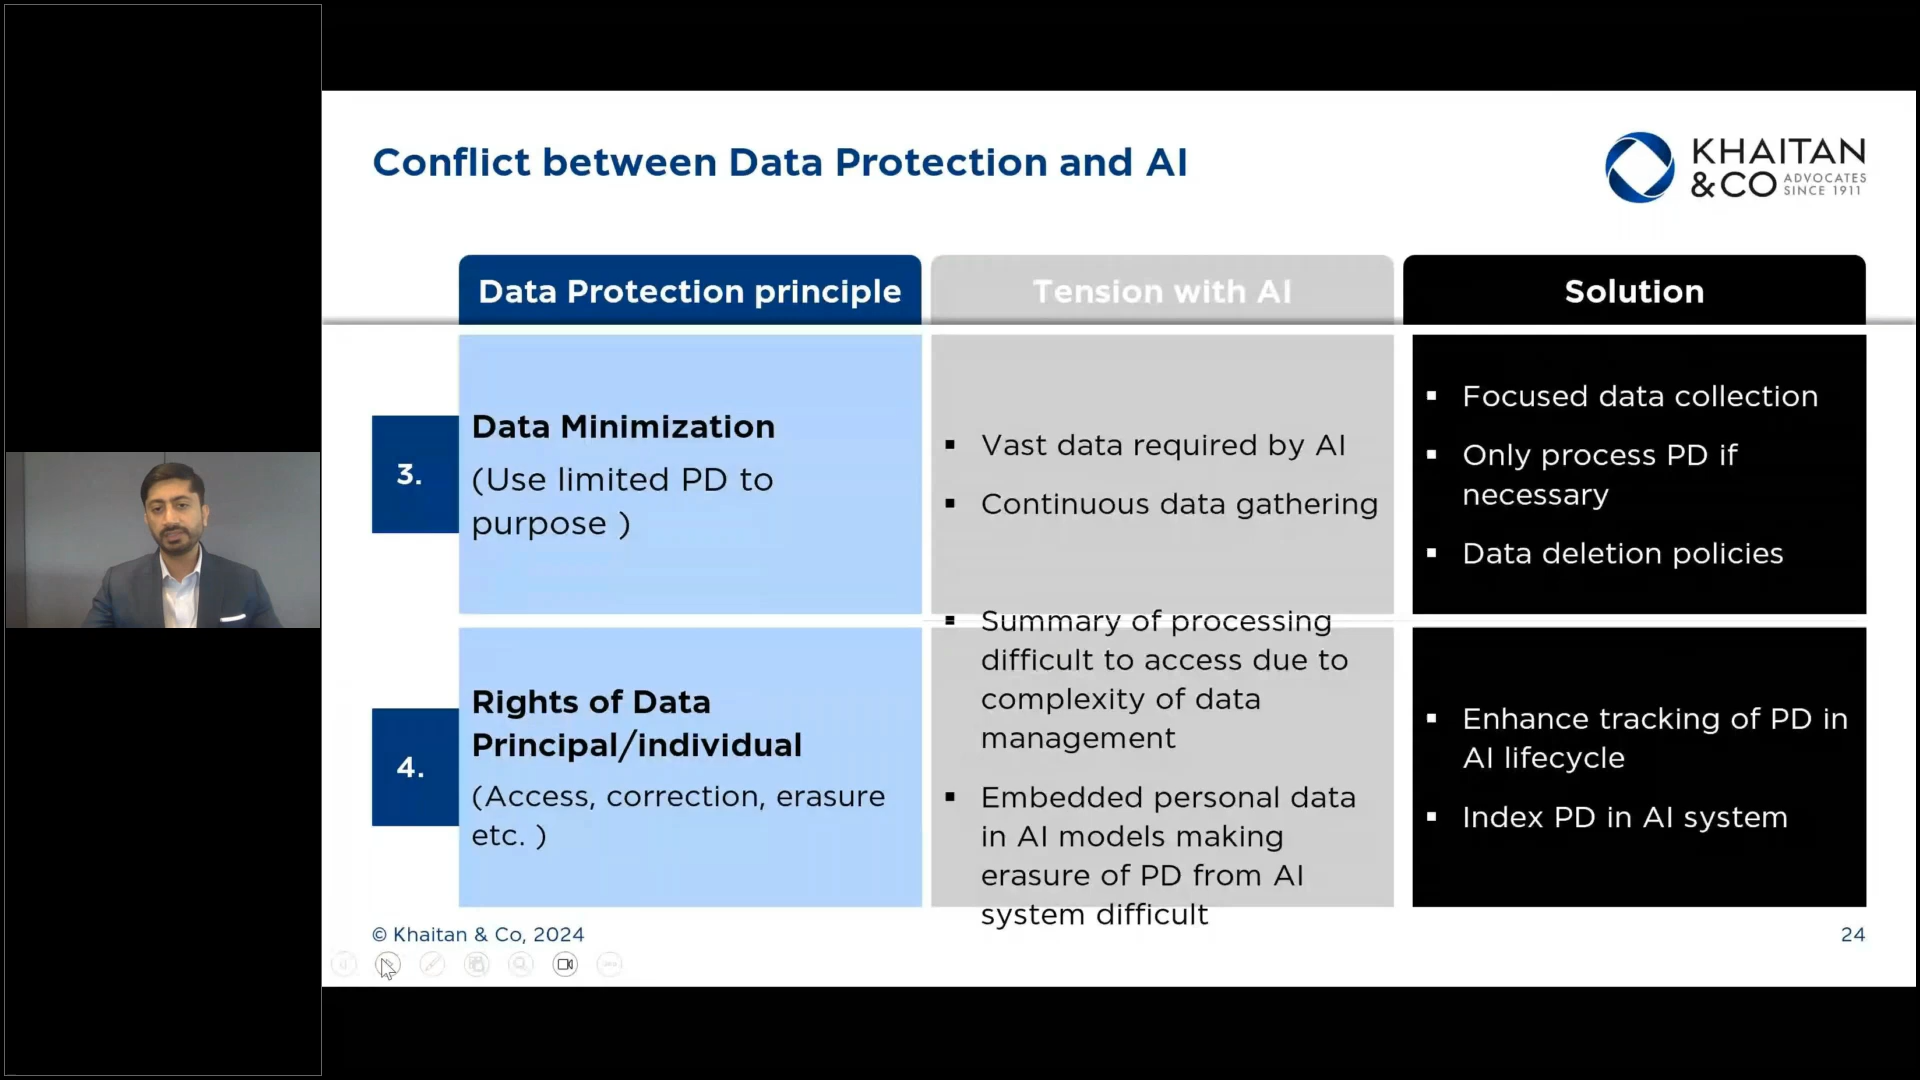 Conflict between Data Protection and AI
KHAITAN
&CO ADVOCATES
SINCE 1911
Data Protection principle
Tension with AI
Solution
3.
Data Minimization
(Use limited PD to
purpose )
▪ Vast data required by AI
▪ Continuous data gathering
▪ Focused data collection
▪ Only process PD if
necessary
▪ Data deletion policies
4.
Rights of Data
Principal/individual
(Access, correction, erasure
etc. )
▪ Summary of processing
difficult to access due to
complexity of data
management
▪ Embedded personal data
in AI models making
erasure of PD from AI
system difficult
▪ Enhance tracking of PD in
AI lifecycle
▪ Index PD in AI system
© Khaitan & Co, 2024
24